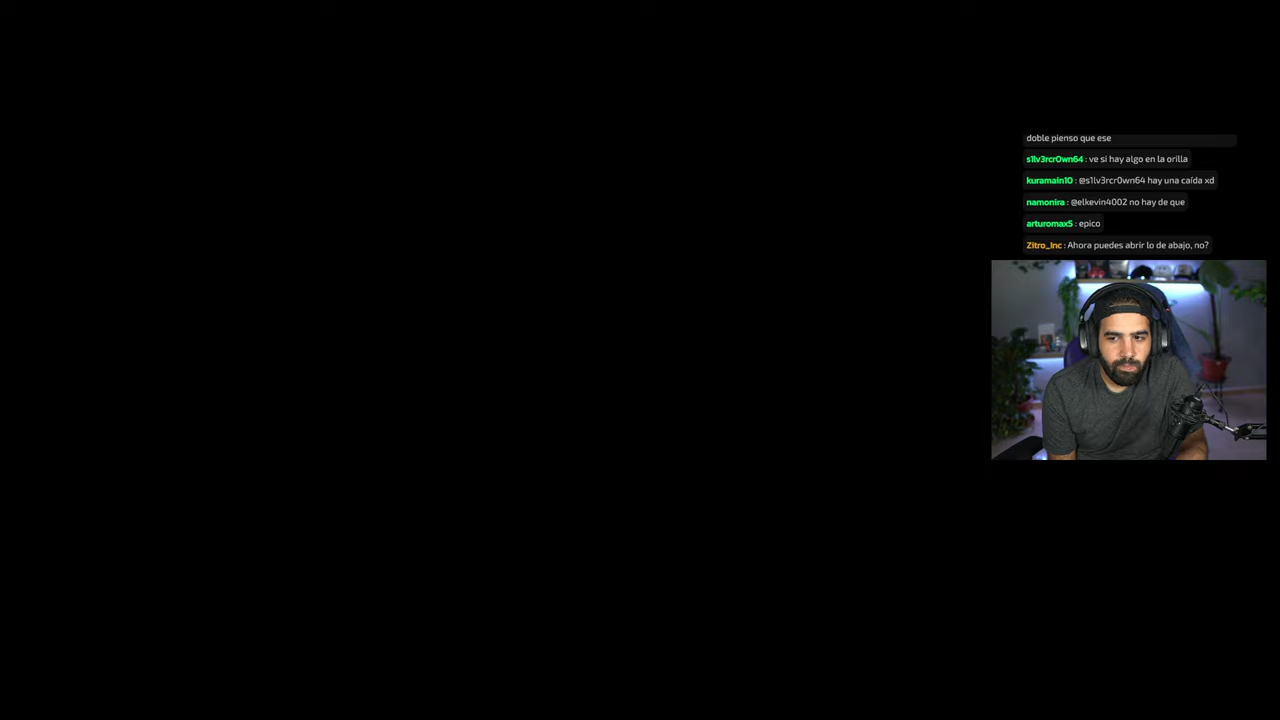 doble pienso que ese
s1lv3rcr0wn64 : ve si hay algo en la orilla
kuramain10 : @s1lv3rcr0wn64 hay una caída xd
namonira : @elkevin4002 no hay de que
arturomax5 : epico
Zitro_Inc : Ahora puedes abrir lo de abajo, no?